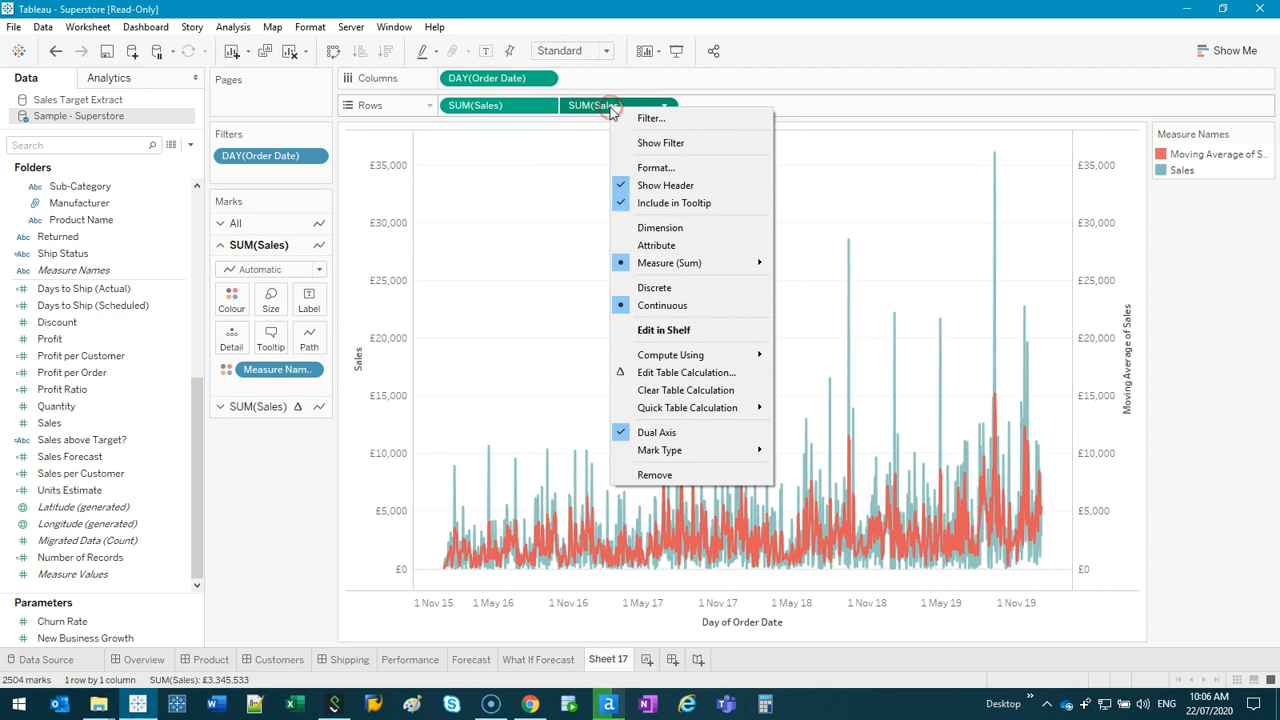 Tableau - Superstore [Read-Only]
File Data Worksheet Dashboard Story Analysis Map Format Server Window Help
Standard
Show Me
Data Analytics
Sales Target Extract
Sample - Superstore
Search
Folders
Abc Sub-Category
Abc Manufacturer
Abc Product Name
Abc Returned
Abc Ship Status
Abc Measure Names
# Days to Ship (Actual)
# Days to Ship (Scheduled)
# Discount
# Profit
# Profit per Customer
# Profit per Order
# Profit Ratio
# Quantity
# Sales
Abc Sales above Target?
# Sales Forecast
# Sales per Customer
# Units Estimate
Latitude (generated)
Longitude (generated)
Migrated Data (Count)
# Number of Records
# Measure Values
Parameters
# Churn Rate
# New Business Growth
Pages
Filters
DAY(Order Date)
Marks
All
SUM(Sales)
Automatic
Colour Size Label
Detail Tooltip Path
Measure Nam..
SUM(Sales) Δ
Columns DAY(Order Date)
Rows SUM(Sales) SUM(Sales)
Filter...
Show Filter
Format...
Show Header
Include in Tooltip
Dimension
Attribute
Measure (Sum)
Discrete
Continuous
Edit in Shelf
Compute Using
Δ Edit Table Calculation...
Clear Table Calculation
Quick Table Calculation
Dual Axis
Mark Type
Remove
Sales
£35,000
£30,000
£25,000
£20,000
£15,000
£10,000
£5,000
£0
£35,000
£30,000
£25,000
£20,000
£15,000
£10,000
£5,000
£0
Moving Average of Sales
1 Nov 15 1 May 16 1 Nov 16 1 May 17 1 Nov 17 1 May 18 1 Nov 18 1 May 19 1 Nov 19
Day of Order Date
Measure Names
Moving Average of S..
Sales
Data Source Overview Product Customers Shipping Performance Forecast What If Forecast Sheet 17
2504 marks 1 row by 1 column SUM(Sales): £3,345,533
Desktop » ENG 10:06 AM
22/07/2020